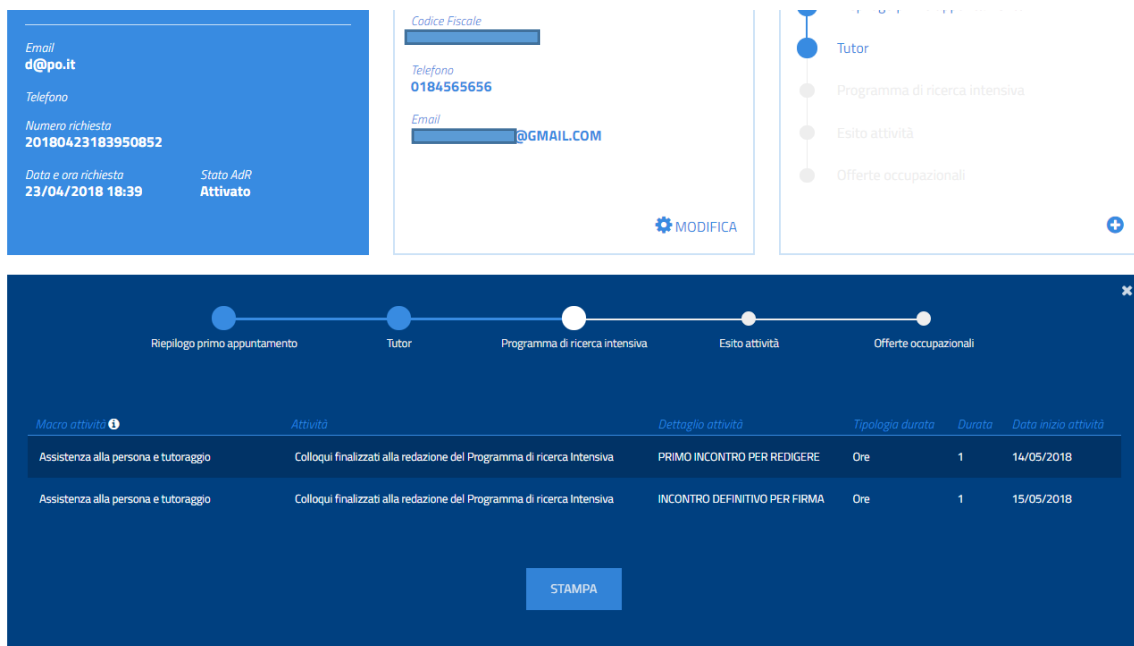 Email
d@po.it
Telefono
Numero richiesta
20180423183950852
Data e ora richiesta
Stato AdR
23/04/2018 18:39
Attivato
Codice Fiscale
Telefono
0184565656
Email
@GMAIL.COM
MODIFICA
Tutor
Programma di ricerca intensiva
Esito attività
Offerte occupazionali
Riepilogo primo appuntamento
Tutor
Programma di ricerca intensiva
Esito attività
Offerte occupazionali
Macro attività
Attività
Dettaglio attività
Tipologia durata
Durata
Data inizio attività
Assistenza alla persona e tutoraggio
Colloqui finalizzati alla redazione del Programma di ricerca Intensiva
PRIMO INCONTRO PER REDIGERE
Ore
1
14/05/2018
Assistenza alla persona e tutoraggio
Colloqui finalizzati alla redazione del Programma di ricerca Intensiva
INCONTRO DEFINITIVO PER FIRMA
Ore
1
15/05/2018
STAMPA